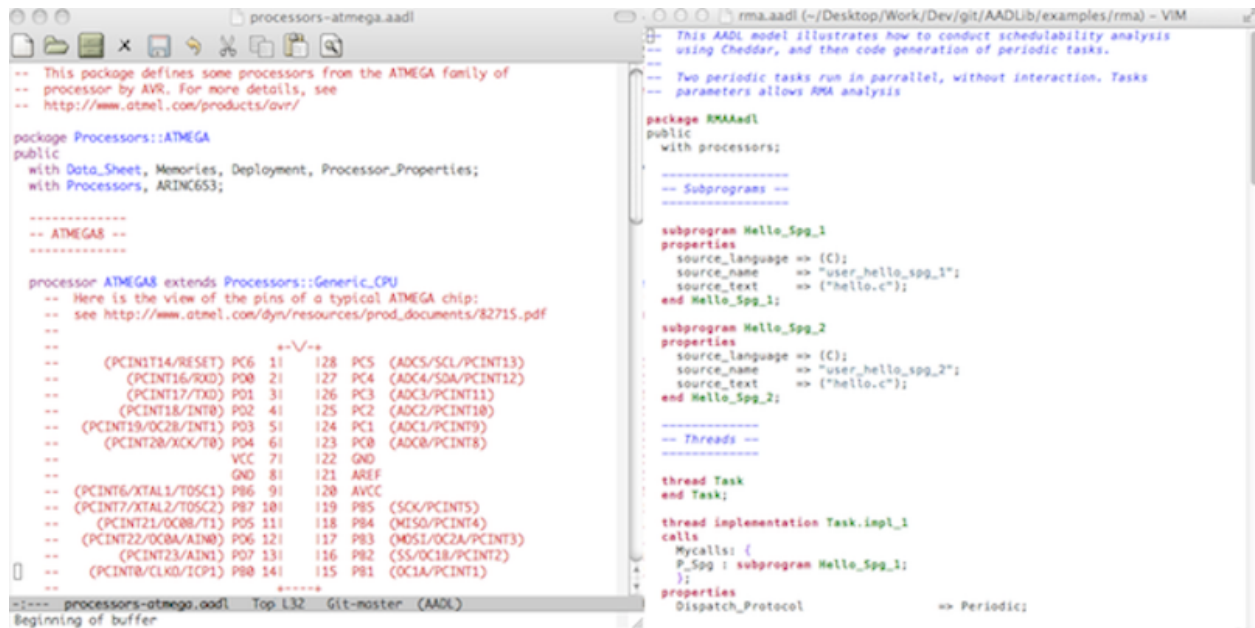 processors-atmega.aadl
--  This package defines some processors from the ATMEGA family of
--  processor by AVR. For more details, see
--  http://www.atmel.com/products/avr/
package Processors::ATMEGA
public
  with Data_Sheet, Memories, Deployment, Processor_Properties;
  with Processors, ARINC653;
  -------------
  -- ATMEGA8 --
  -------------
  processor ATMEGA8 extends Processors::Generic_CPU
    --  Here is the view of the pins of a typical ATMEGA chip:
    --  see http://www.atmel.com/dyn/resources/prod_documents/82715.pdf
    --
    --                              +-\/-+
    --        (PCINT14/RESET) PC6  1|    |28  PC5  (ADC5/SCL/PCINT13)
    --           (PCINT16/RXD) PD0  2|    |27  PC4  (ADC4/SDA/PCINT12)
    --           (PCINT17/TXD) PD1  3|    |26  PC3  (ADC3/PCINT11)
    --          (PCINT18/INT0) PD2  4|    |25  PC2  (ADC2/PCINT10)
    --     (PCINT19/OC2B/INT1) PD3  5|    |24  PC1  (ADC1/PCINT9)
    --        (PCINT20/XCK/T0) PD4  6|    |23  PC0  (ADC0/PCINT8)
    --                         VCC  7|    |22  GND
    --                         GND  8|    |21  AREF
    --    (PCINT6/XTAL1/TOSC1) PB6  9|    |20  AVCC
    --    (PCINT7/XTAL2/TOSC2) PB7 10|    |19  PB5  (SCK/PCINT5)
    --       (PCINT21/OC0B/T1) PD5 11|    |18  PB4  (MISO/PCINT4)
    --     (PCINT22/OC0A/AIN0) PD6 12|    |17  PB3  (MOSI/OC2A/PCINT3)
    --          (PCINT23/AIN1) PD7 13|    |16  PB2  (SS/OC1B/PCINT2)
    --      (PCINT0/CLKO/ICP1) PB0 14|    |15  PB1  (OC1A/PCINT1)
    --                              +----+
-:---  processors-atmega.aadl   Top L32   Git-master  (AADL)
Beginning of buffer
rma.aadl (~/Desktop/Work/Dev/git/AADLib/examples/rma) – VIM
--  This AADL model illustrates how to conduct schedulability analysis
--  using Cheddar, and then code generation of periodic tasks.
--
--  Two periodic tasks run in parrallel, without interaction. Tasks
--  parameters allows RMA analysis
package RMAAadl
public
  with processors;
  -----------------
  -- Subprograms --
  -----------------
  subprogram Hello_Spg_1
  properties
    source_language => (C);
    source_name     => "user_hello_spg_1";
    source_text     => ("hello.c");
  end Hello_Spg_1;
  subprogram Hello_Spg_2
  properties
    source_language => (C);
    source_name     => "user_hello_spg_2";
    source_text     => ("hello.c");
  end Hello_Spg_2;
  -------------
  -- Threads --
  -------------
  thread Task
  end Task;
  thread implementation Task.impl_1
  calls
    Mycalls: {
    P_Spg : subprogram Hello_Spg_1;
    };
  properties
    Dispatch_Protocol                  => Periodic;